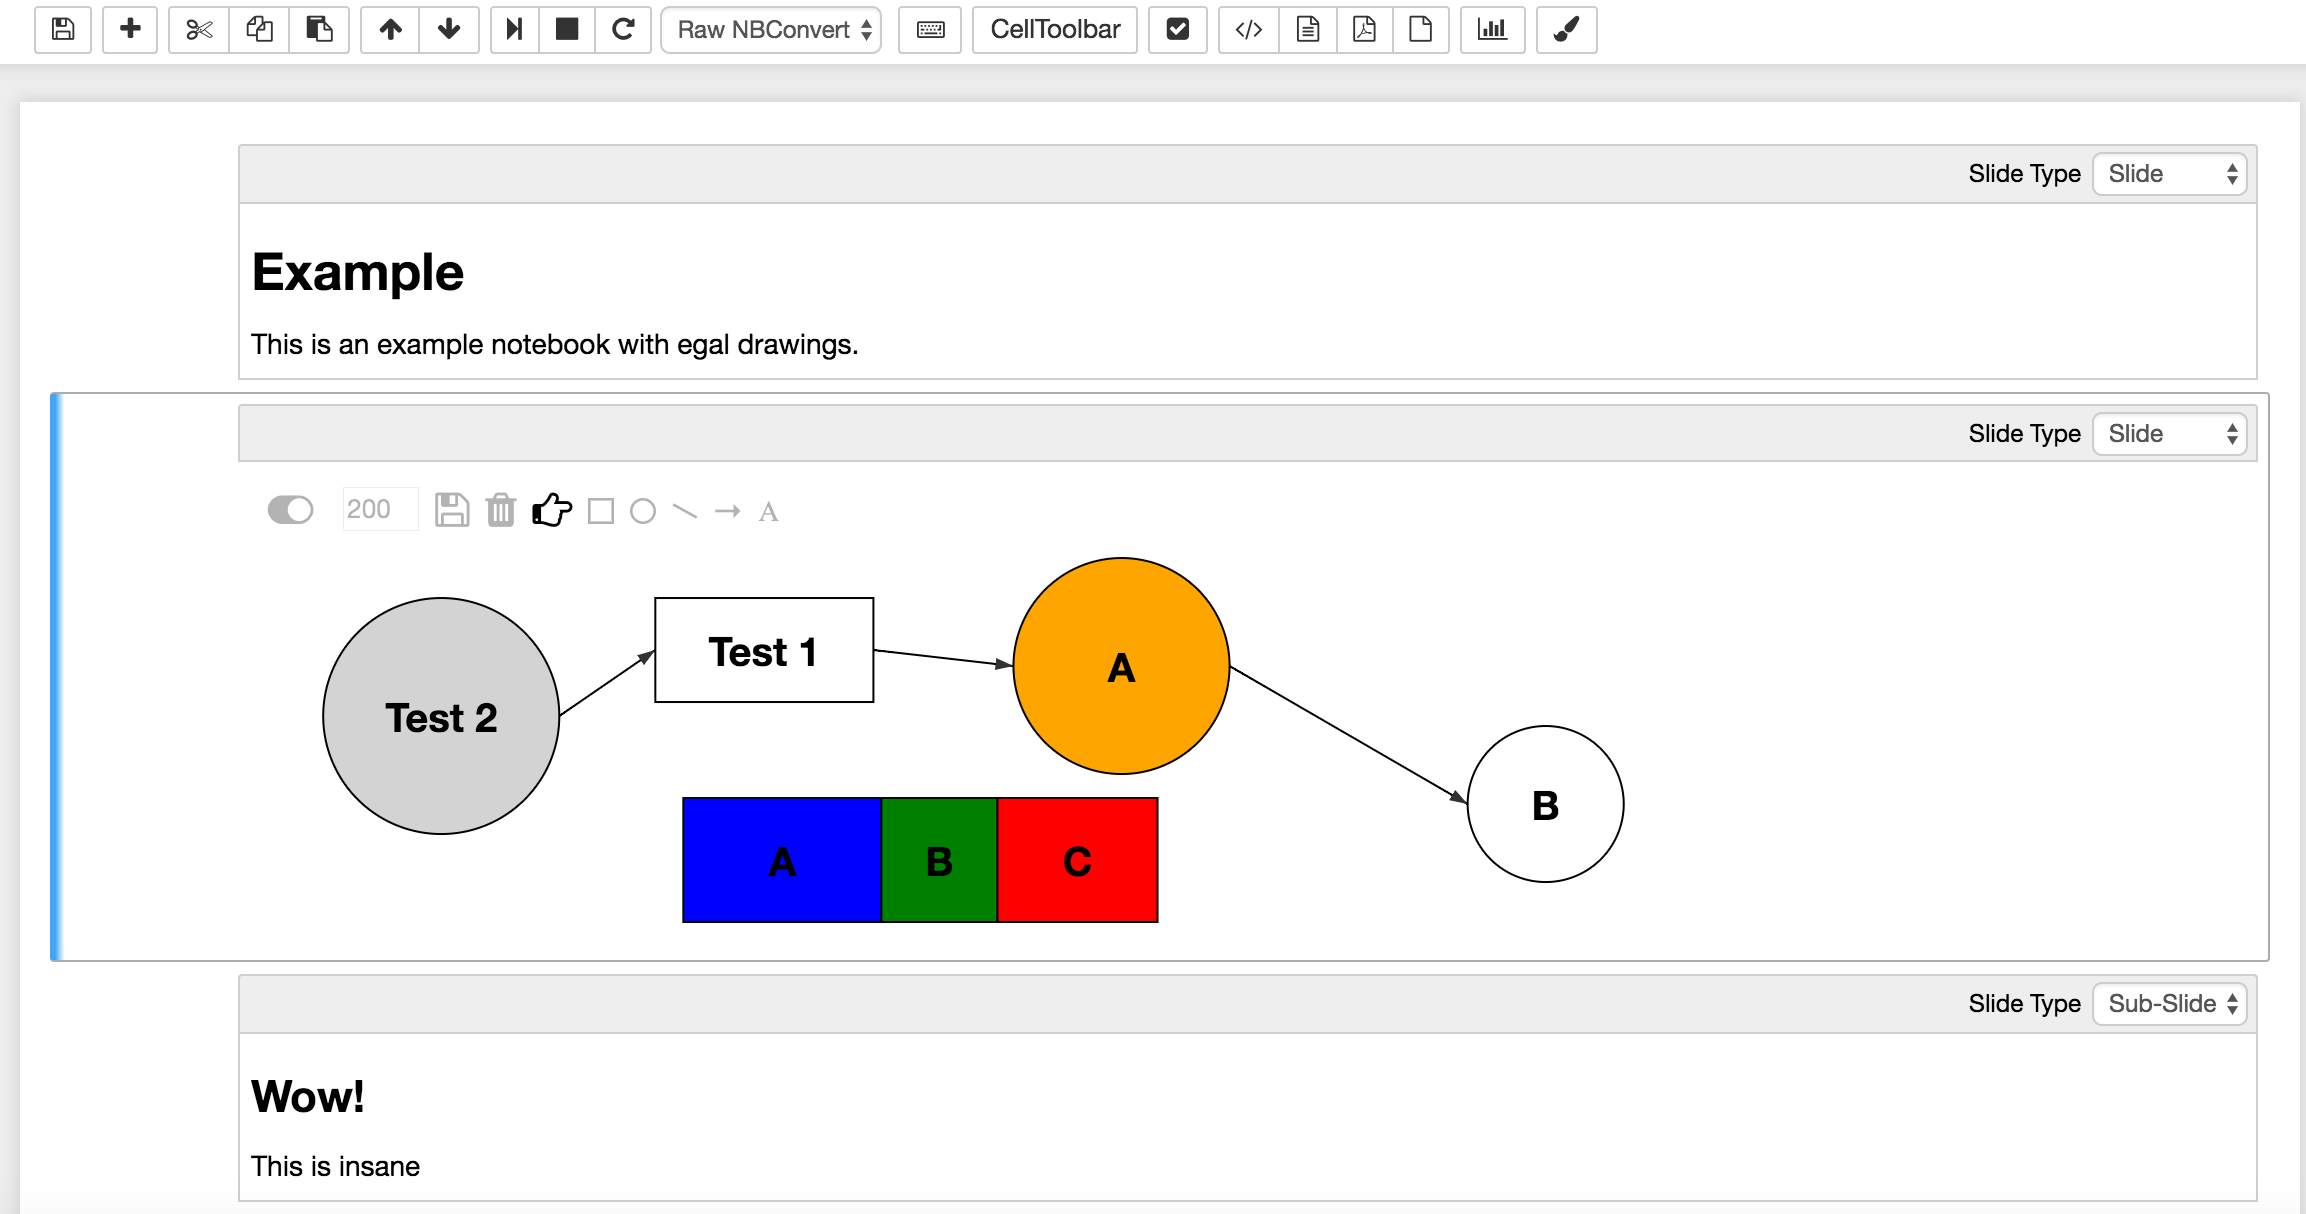 Raw NBConvert
CellToolbar
Slide Type Slide
Example
This is an example notebook with egal drawings.
Slide Type Slide
200
A
Test 2
Test 1
A
B
A B C
Slide Type Sub-Slide
Wow!
This is insane